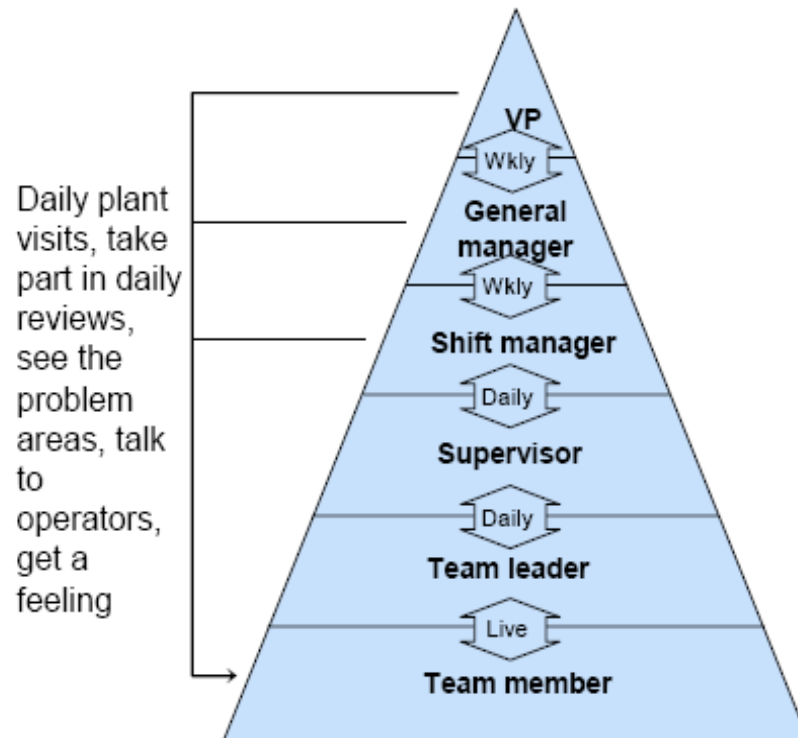 Daily plant
visits, take
part in daily
reviews,
see the
problem
areas, talk
to
operators,
get a
feeling
VP
Wkly
General
manager
Wkly
Shift manager
Daily
Supervisor
Daily
Team leader
Live
Team member